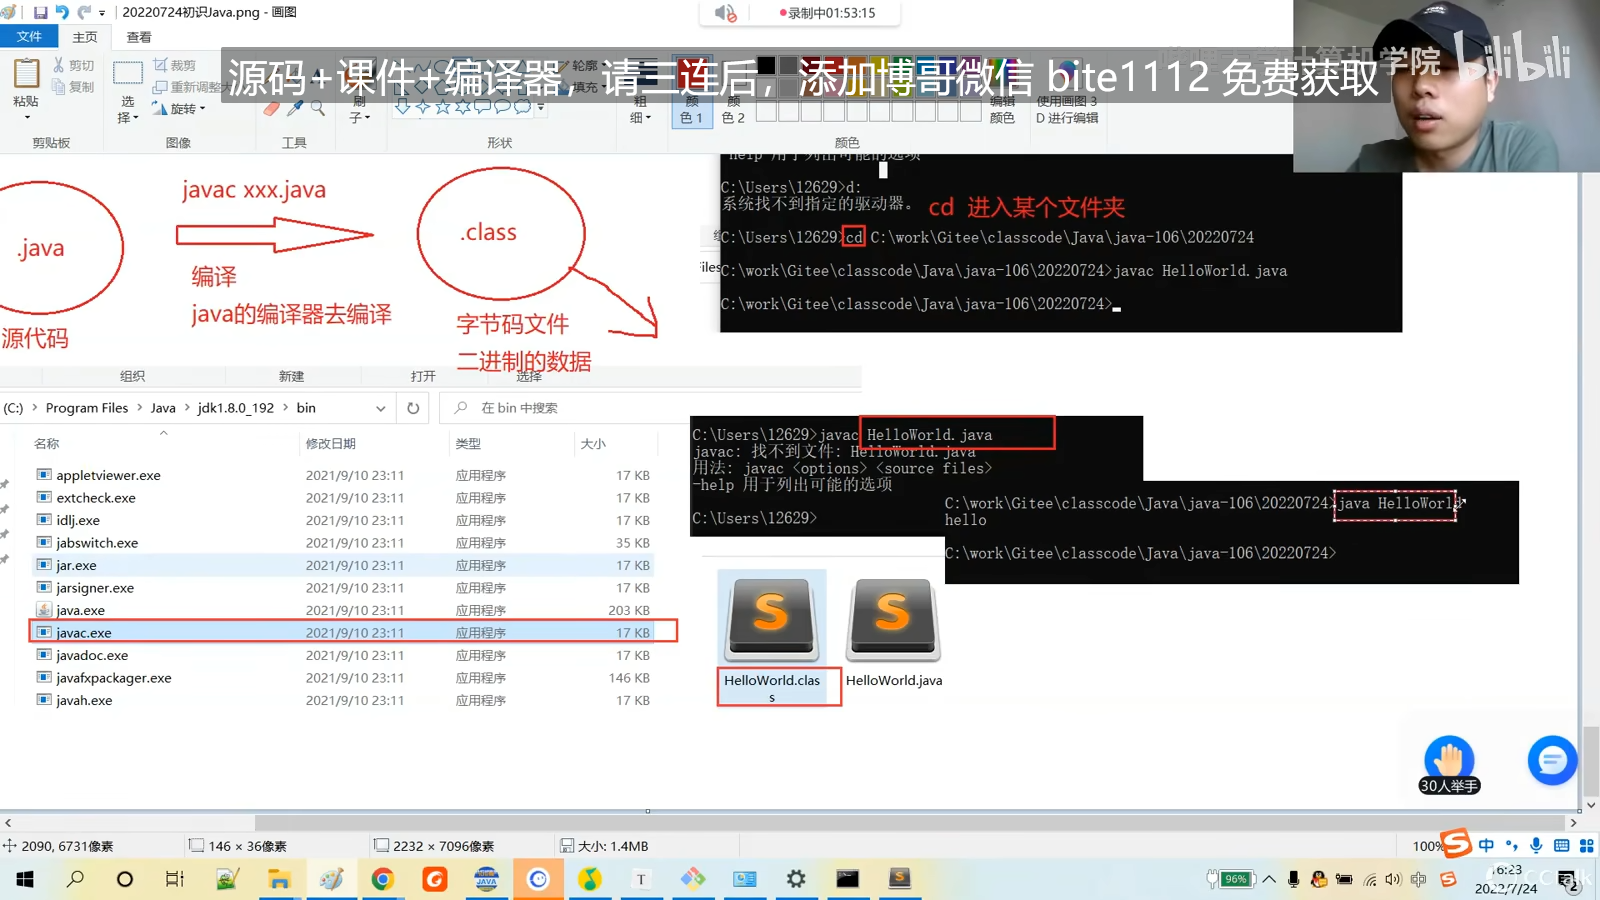 20220724初识Java.png - 画图
录制中01:53:15
文件
主页
查看
源码+课件+编译器 请三连后，添加博哥微信 bite1112 免费获取
bilibili
粘贴
剪切
复制
选择
裁剪
旋转
轮廓
填充
粗细
颜色 1
颜色 2
编辑颜色
使用画图 3D 进行编辑
剪贴板
图像
工具
形状
颜色
.java
源代码
javac xxx.java
编译
java的编译器去编译
.class
字节码文件
二进制的数据
C:\Users\12629>d:
系统找不到指定的驱动器。
cd 进入某个文件夹
C:\Users\12629>cd C:\work\Gitee\classcode\Java\java-106\20220724
C:\work\Gitee\classcode\Java\java-106\20220724>javac HelloWorld.java
C:\work\Gitee\classcode\Java\java-106\20220724>
组织
新建
打开
选择
(C:) > Program Files > Java > jdk1.8.0_192 > bin
在 bin 中搜索
名称 修改日期 类型 大小
appletviewer.exe 2021/9/10 23:11 应用程序 17 KB
extcheck.exe 2021/9/10 23:11 应用程序 17 KB
idlj.exe 2021/9/10 23:11 应用程序 17 KB
jabswitch.exe 2021/9/10 23:11 应用程序 35 KB
jar.exe 2021/9/10 23:11 应用程序 17 KB
jarsigner.exe 2021/9/10 23:11 应用程序 17 KB
java.exe 2021/9/10 23:11 应用程序 203 KB
javac.exe 2021/9/10 23:11 应用程序 17 KB
javadoc.exe 2021/9/10 23:11 应用程序 17 KB
javafxpackager.exe 2021/9/10 23:11 应用程序 146 KB
javah.exe 2021/9/10 23:11 应用程序 17 KB
C:\Users\12629>javac HelloWorld.java
javac: 找不到文件: HelloWorld.java
用法: javac <options> <source files>
-help 用于列出可能的选项
C:\Users\12629>
C:\work\Gitee\classcode\Java\java-106\20220724>java HelloWorld
hello
C:\work\Gitee\classcode\Java\java-106\20220724>
HelloWorld.clas
s
HelloWorld.java
30人举手
2090, 6731像素
146 × 36像素
2232 × 7096像素
大小: 1.4MB
100%
中
96%
16:23
2022/7/24